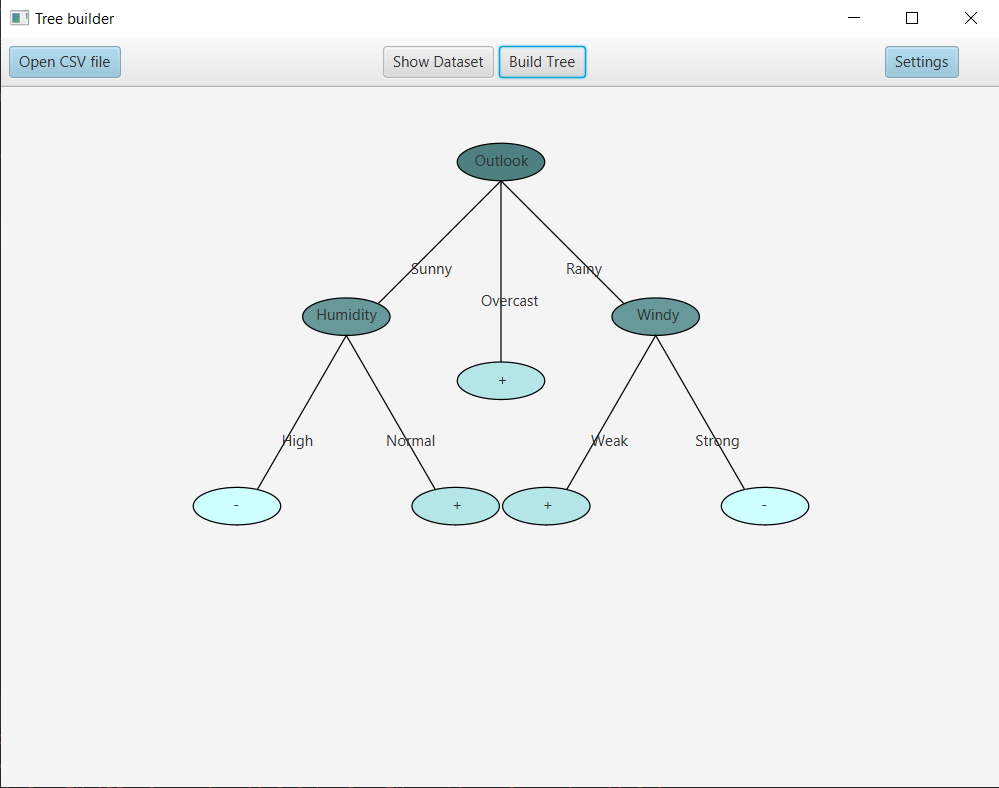 Tree builder
Open CSV file
Show Dataset
Build Tree
Settings
Outlook
Sunny
Rainy
Overcast
Humidity
Windy
+
High
Normal
Weak
Strong
-
+
+
-